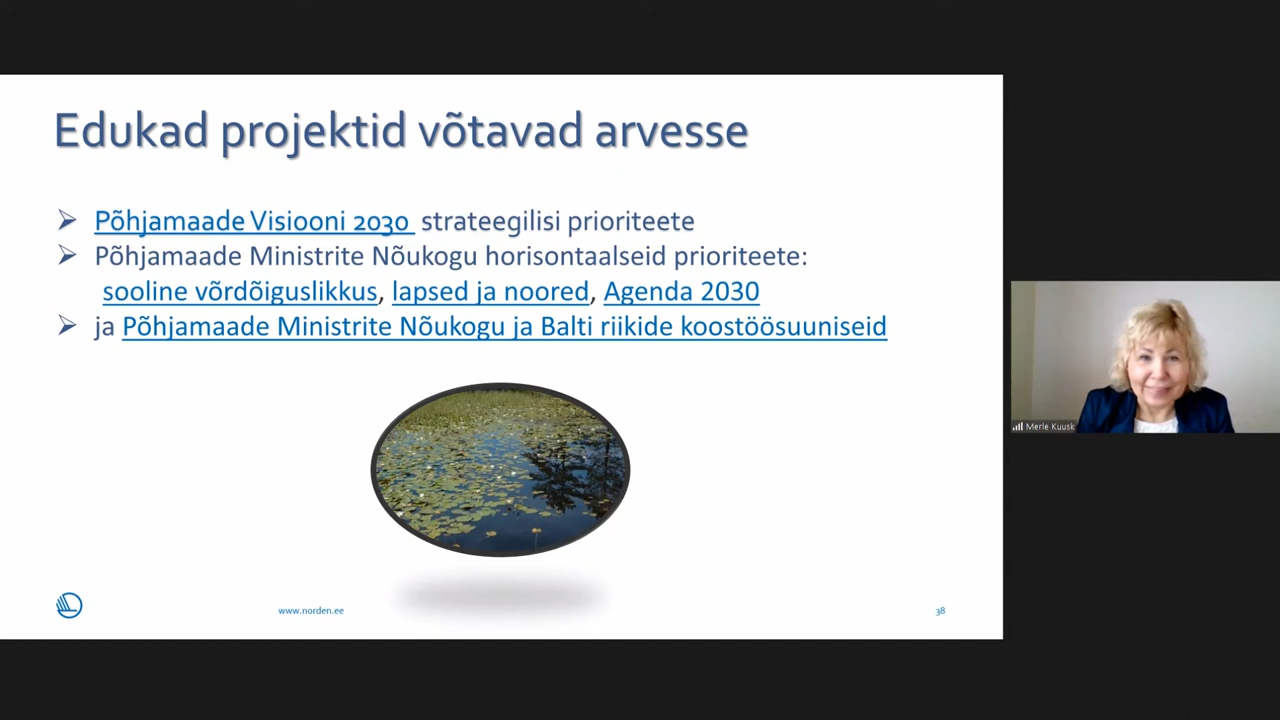 Edukad projektid võtavad arvesse
➢ Põhjamaade Visiooni 2030 strateegilisi prioriteete
➢ Põhjamaade Ministrite Nõukogu horisontaalseid prioriteete:
sooline võrdõiguslikkus, lapsed ja noored, Agenda 2030
➢ ja Põhjamaade Ministrite Nõukogu ja Balti riikide koostöösuuniseid
Merle Kuusk
www.norden.ee
38